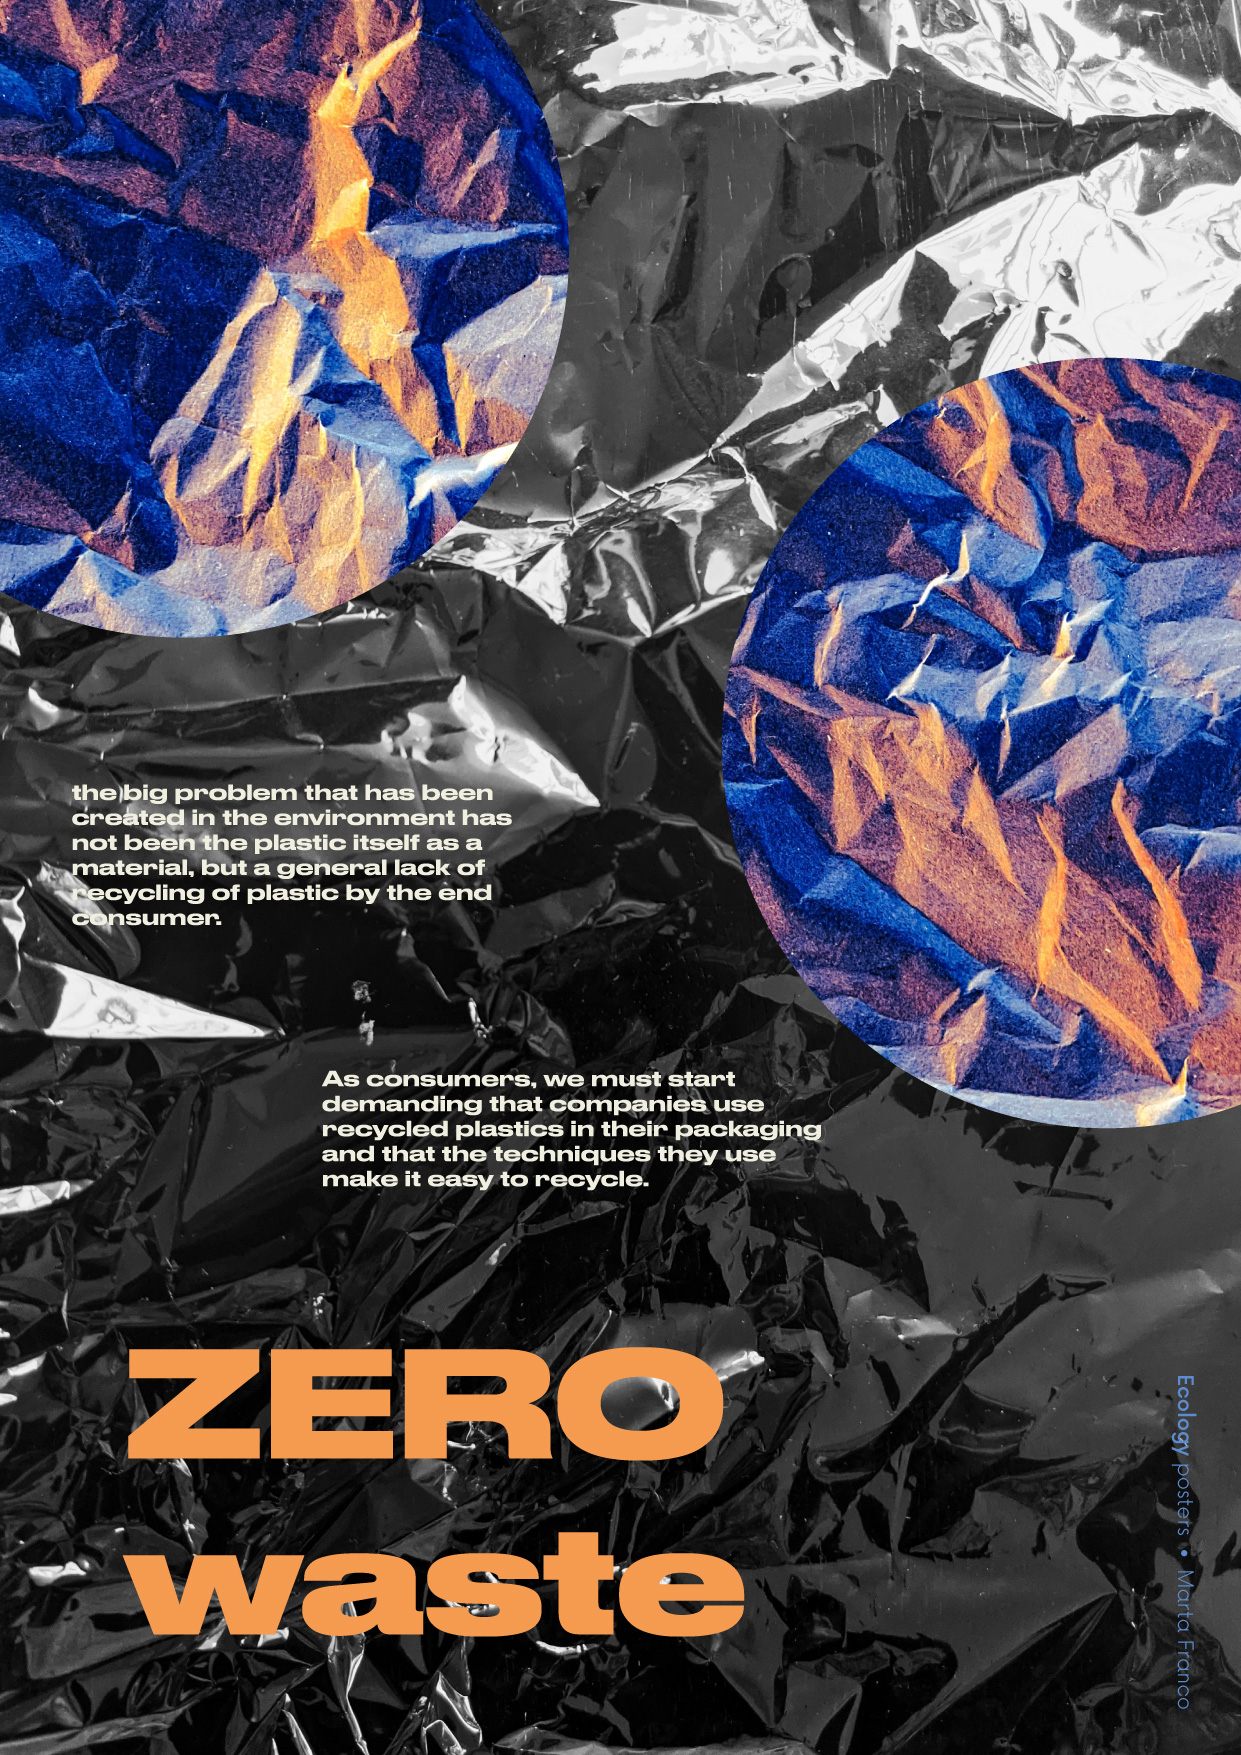 the big problem that has been
created in the environment has
not been the plastic itself as a
material, but a general lack of
recycling of plastic by the end
consumer.
As consumers, we must start
demanding that companies use
recycled plastics in their packaging
and that the techniques they use
make it easy to recycle.
ZERO
waste
Ecology posters • Marta Franco